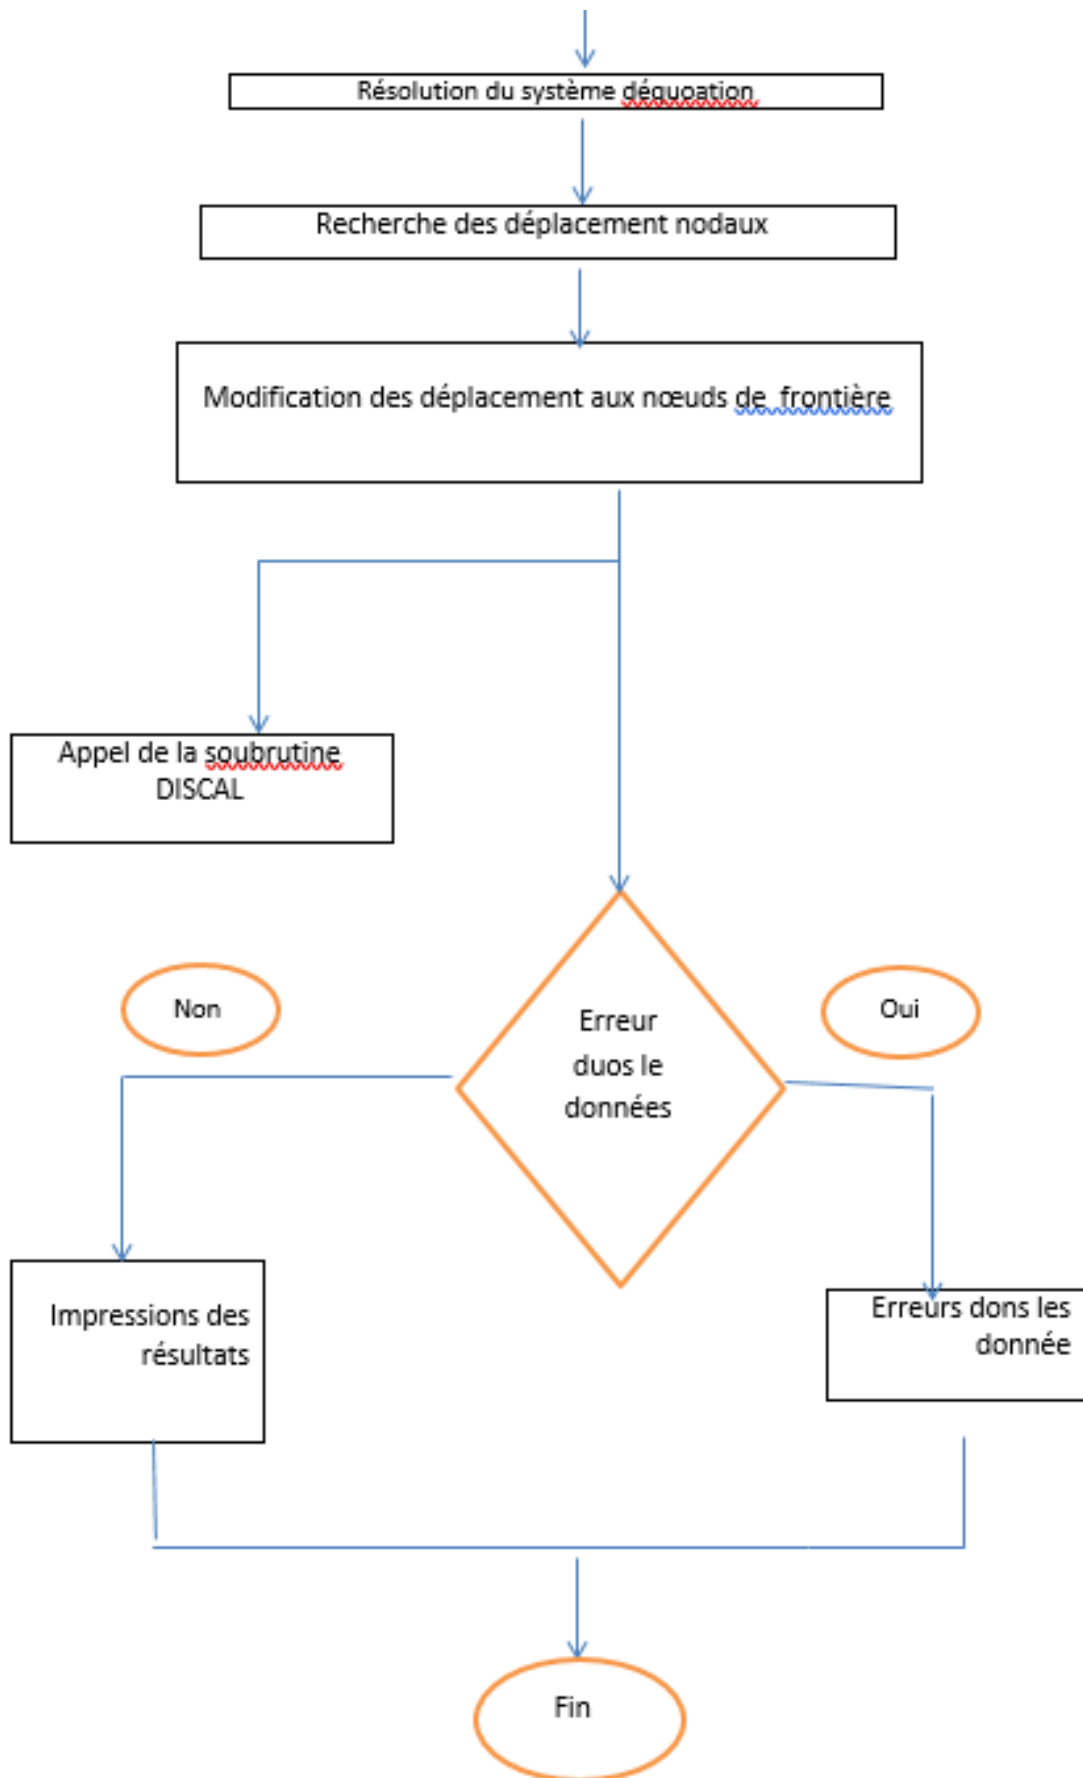 Résolution du système déquoation
Recherche des déplacement nodaux
Modification des déplacement aux nœuds de frontière
Appel de la soubrutine
DISCAL
Non
Oui
Erreur
duos le
données
Impressions des
résultats
Erreurs dons les
donnée
Fin